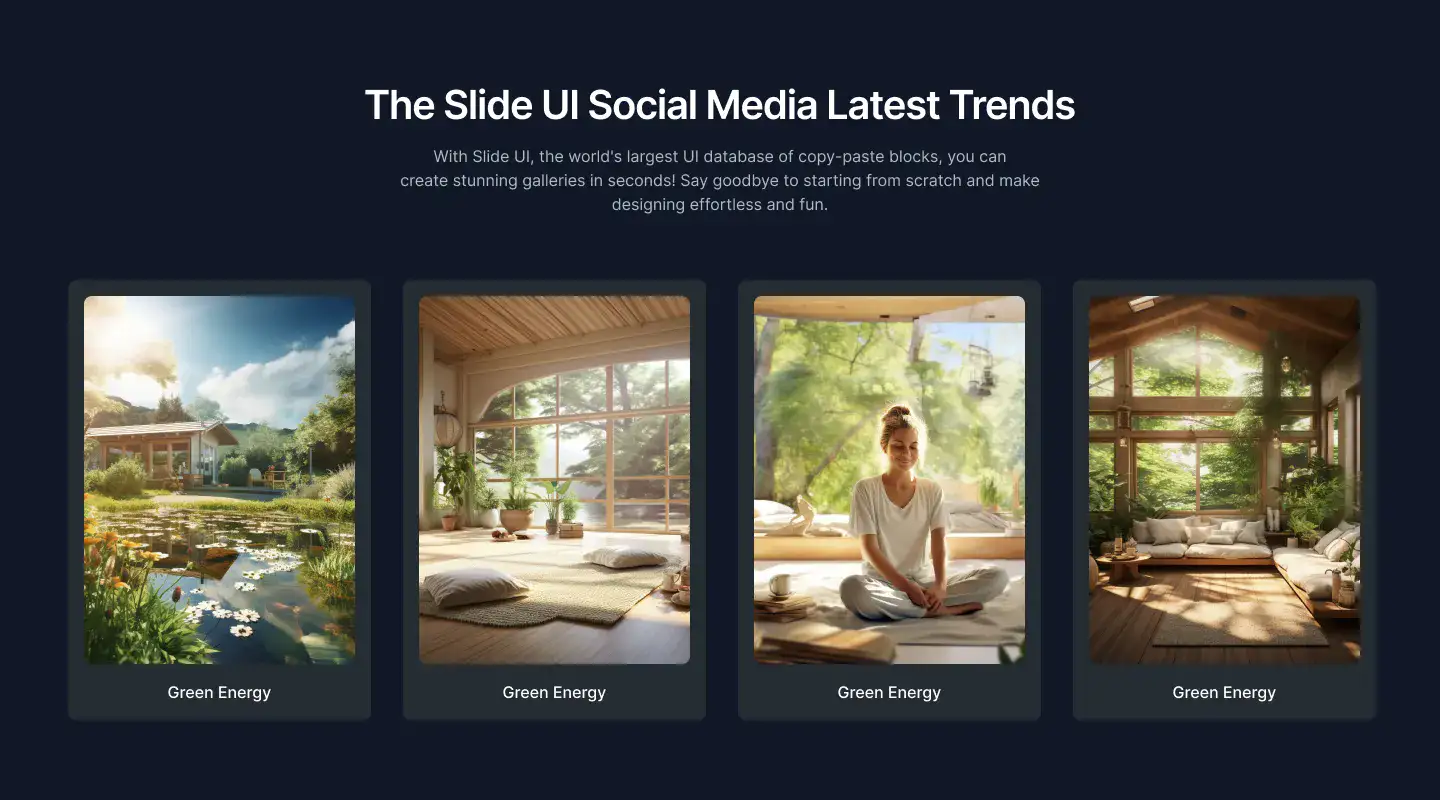 The Slide UI Social Media Latest Trends
With Slide UI, the world's largest UI database of copy-paste blocks, you can
create stunning galleries in seconds! Say goodbye to starting from scratch and make
designing effortless and fun.
Green Energy
Green Energy
Green Energy
Green Energy